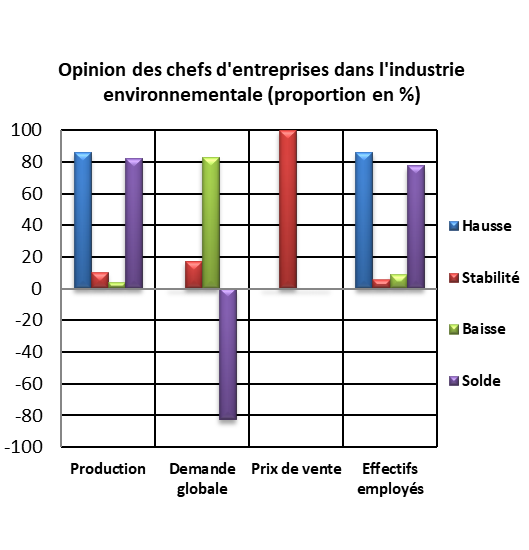 Opinion des chefs d'entreprises dans l'industrie
environnementale (proportion en %)
100
80
60
40
20
0
-20
-40
-60
-80
-100
Hausse
Stabilité
Baisse
Solde
Production
Demande
globale
Prix de vente
Effectifs
employés